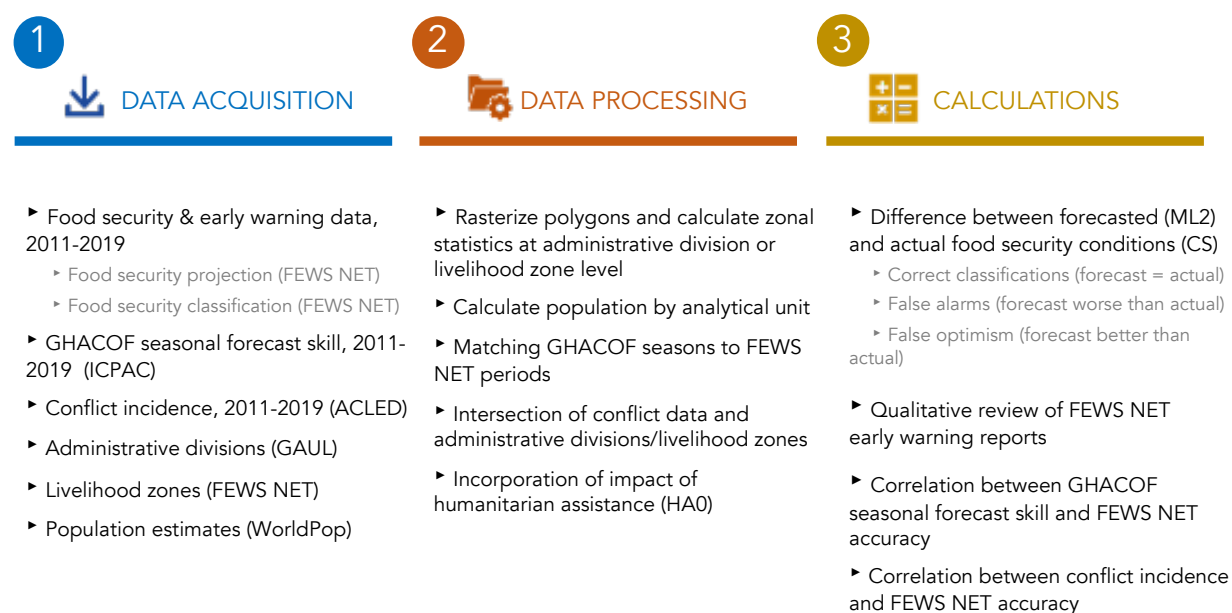 1
DATA ACQUISITION
‣ Food security & early warning data,
2011-2019
‣ Food security projection (FEWS NET)
‣ Food security classification (FEWS NET)
‣ GHACOF seasonal forecast skill, 2011-
2019 (ICPAC)
‣ Conflict incidence, 2011-2019 (ACLED)
‣ Administrative divisions (GAUL)
‣ Livelihood zones (FEWS NET)
‣ Population estimates (WorldPop)
2
DATA PROCESSING
‣ Rasterize polygons and calculate zonal
statistics at administrative division or
livelihood zone level
‣ Calculate population by analytical unit
‣ Matching GHACOF seasons to FEWS
NET periods
‣ Intersection of conflict data and
administrative divisions/livelihood zones
‣ Incorporation of impact of
humanitarian assistance (HA0)
3
CALCULATIONS
‣ Difference between forecasted (ML2)
and actual food security conditions (CS)
‣ Correct classifications (forecast = actual)
‣ False alarms (forecast worse than actual)
‣ False optimism (forecast better than
actual)
‣ Qualitative review of FEWS NET
early warning reports
‣ Correlation between GHACOF
seasonal forecast skill and FEWS NET
accuracy
‣ Correlation between conflict incidence
and FEWS NET accuracy